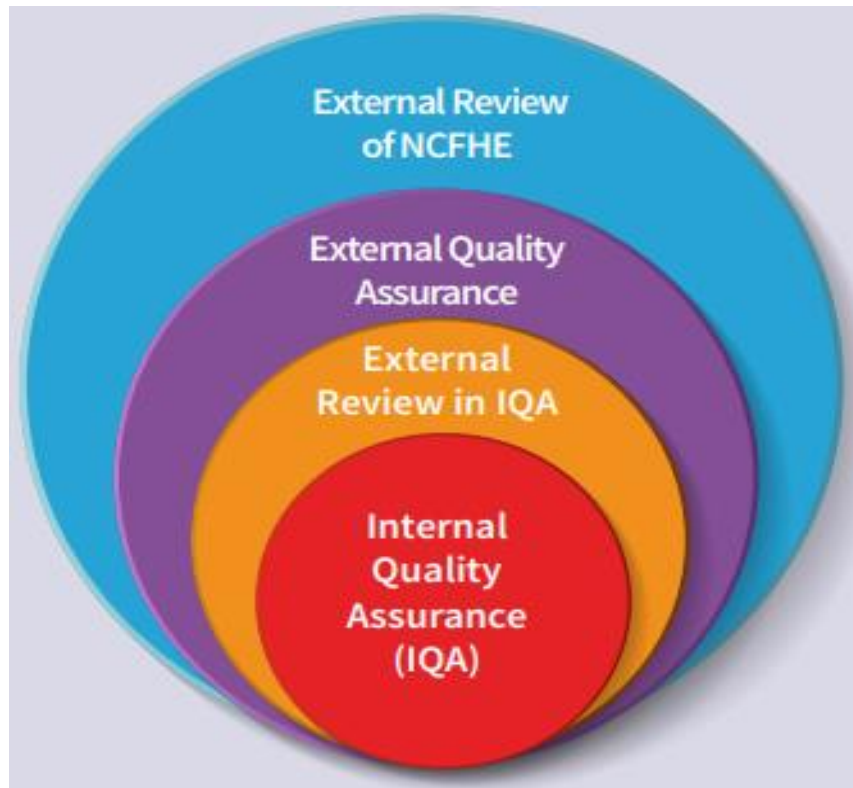 External Review
of NCFHE
External Quality
Assurance
External
Review in IQA
Internal
Quality
Assurance
(IQA)